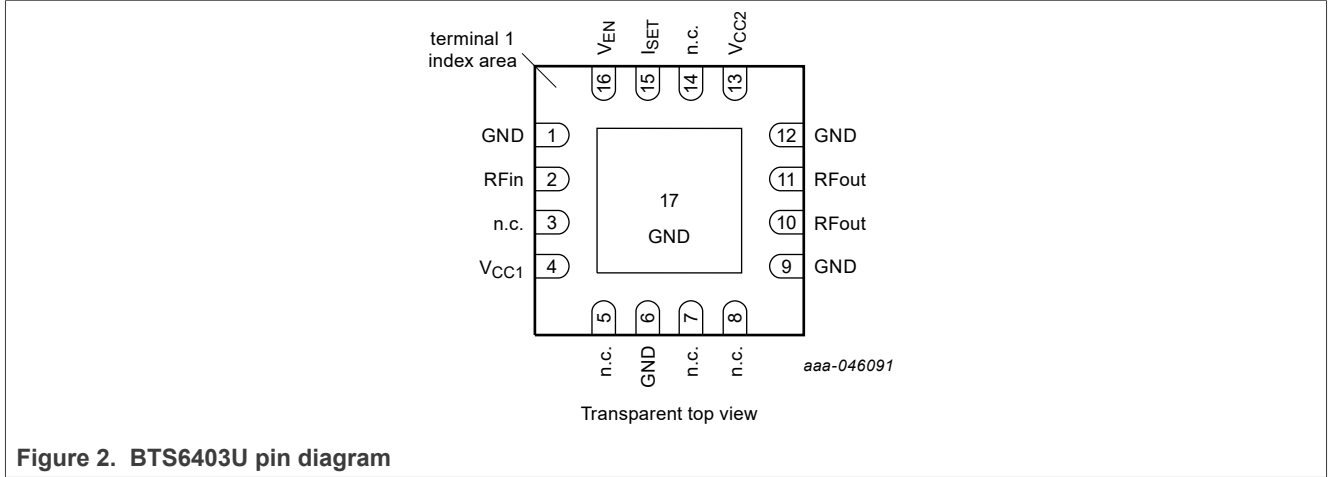 terminal 1
index area
VEN
ISET
n.c.
VCC2
16
15
14
13
GND 1
12 GND
RFin 2
11 RFout
n.c. 3
10 RFout
VCC1 4
9 GND
17
GND
5
6
7
8
n.c.
GND
n.c.
n.c.
aaa-046091
Transparent top view
Figure 2. BTS6403U pin diagram